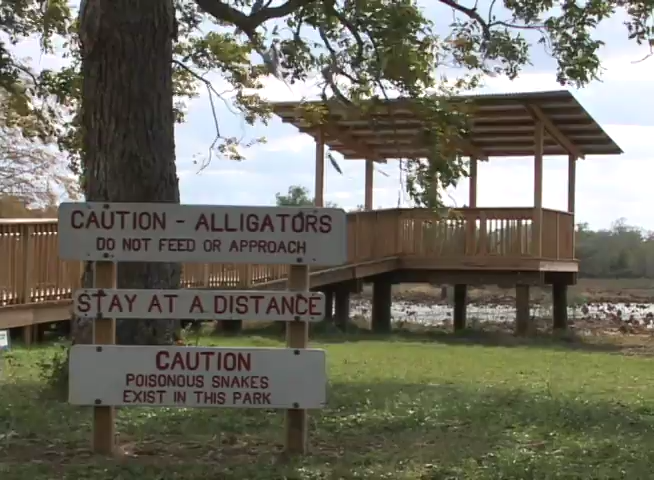 CAUTION - ALLIGATORS
DO NOT FEED OR APPROACH
STAY AT A DISTANCE
CAUTION
POISONOUS SNAKES
EXIST IN THIS PARK